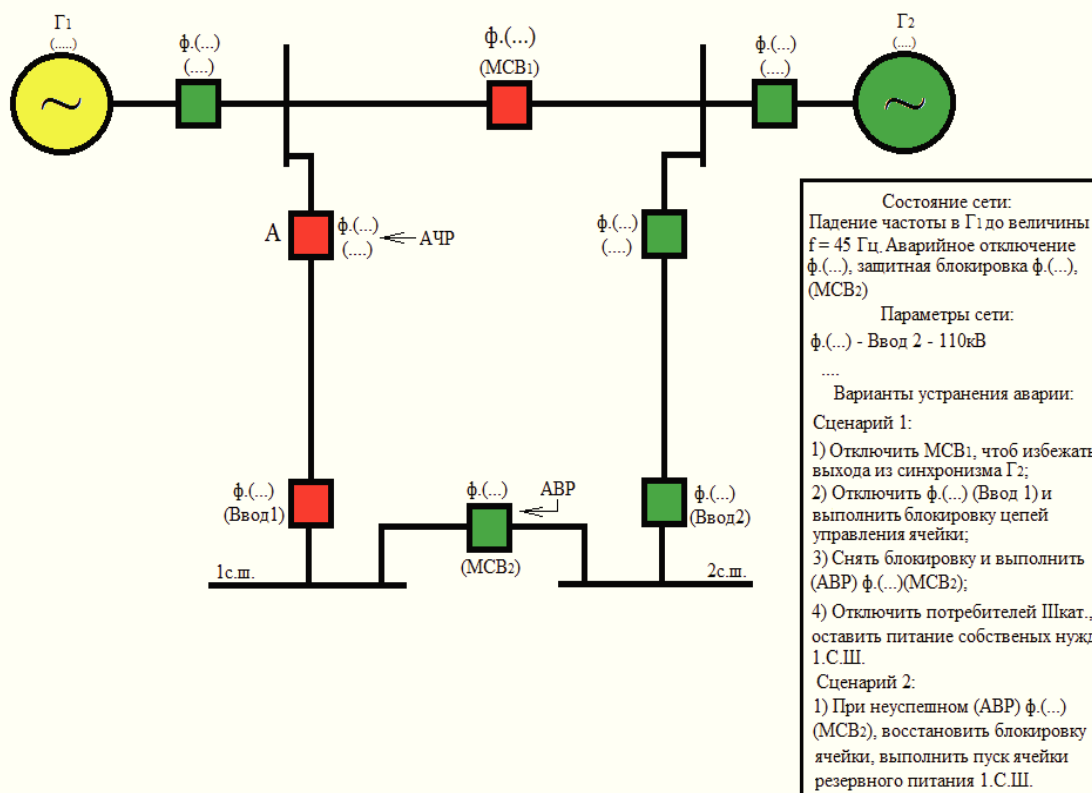 Г1
(.....)
ф.(...)
(....)
ф.(...)
(МСВ1)
ф.(...)
(....)
Г2
(....)
А
ф.(...)
(....)
АЧР
ф.(...)
(....)
ф.(...)
(Ввод1)
ф.(...)
АВР
(МСВ2)
ф.(...)
(Ввод2)
1с.ш.
2с.ш.
Состояние сети:
Падение частоты в Г1 до величины
f = 45 Гц. Аварийное отключение
ф.(...), защитная блокировка ф.(...),
(МСВ2)
Параметры сети:
ф.(...) - Ввод 2 - 110кВ
....
Варианты устранения аварии:
Сценарий 1:
1) Отключить МСВ1, чтоб избежать
выхода из синхронизма Г2;
2) Отключить ф.(...) (Ввод 1) и
выполнить блокировку цепей
управления ячейки;
3) Снять блокировку и выполнить
(АВР) ф.(...)(МСВ2);
4) Отключить потребителей IIIкат.,
оставить питание собственых нужд
1.С.Ш.
Сценарий 2:
1) При неуспешном (АВР) ф.(...)
(МСВ2), восстановить блокировку
ячейки, выполнить пуск ячейки
резервного питания 1.С.Ш.